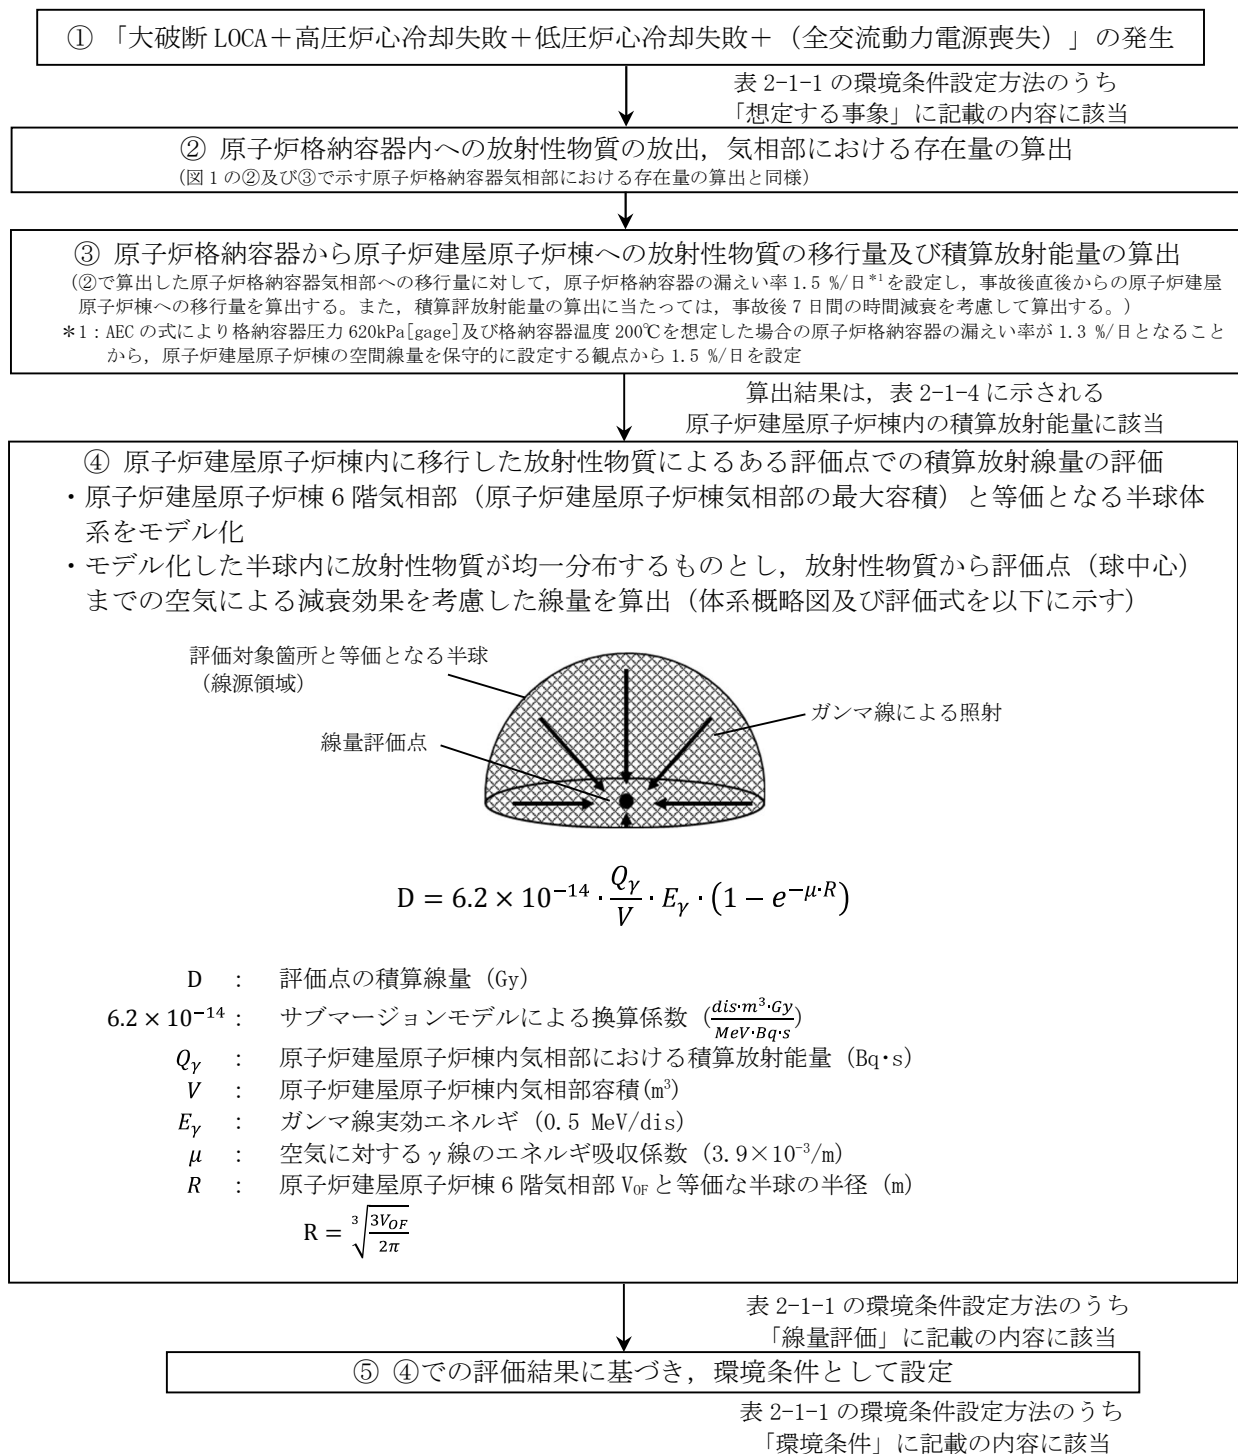 ① 「大破断 LOCA＋高圧炉心冷却失敗＋低圧炉心冷却失敗＋（全交流動力電源喪失）」の発生
表 2-1-1 の環境条件設定方法のうち
「想定する事象」に記載の内容に該当
② 原子炉格納容器内への放射性物質の放出，気相部における存在量の算出
(図 1 の②及び③で示す原子炉格納容器気相部における存在量の算出と同様)
③ 原子炉格納容器から原子炉建屋原子炉棟への放射性物質の移行量及び積算放射能量の算出
(②で算出した原子炉格納容器気相部への移行量に対して，原子炉格納容器の漏えい率 1.5 %/日*1を設定し，事故後直後からの原子炉建屋
原子炉棟への移行量を算出する。また，積算評放射能量の算出に当たっては，事故後 7 日間の時間減衰を考慮して算出する。)
＊1：AEC の式により格納容器圧力 620kPa[gage]及び格納容器温度 200℃を想定した場合の原子炉格納容器の漏えい率が 1.3 %/日となること
から，原子炉建屋原子炉棟の空間線量を保守的に設定する観点から 1.5 %/日を設定
算出結果は，表 2-1-4 に示される
原子炉建屋原子炉棟内の積算放射能量に該当
④ 原子炉建屋原子炉棟内に移行した放射性物質によるある評価点での積算放射線量の評価
・原子炉建屋原子炉棟 6 階気相部（原子炉建屋原子炉棟気相部の最大容積）と等価となる半球体
系をモデル化
・モデル化した半球内に放射性物質が均一分布するものとし，放射性物質から評価点（球中心）
までの空気による減衰効果を考慮した線量を算出（体系概略図及び評価式を以下に示す）
評価対象箇所と等価となる半球
（線源領域）
ガンマ線による照射
線量評価点
D = 6.2 × 10⁻¹⁴ · Qγ/V · Eγ · (1 − e^(−μ·R))
D ： 評価点の積算線量（Gy）
6.2 × 10⁻¹⁴ ： サブマージョンモデルによる換算係数（dis·m³·Gy/MeV·Bq·s）
Qγ ： 原子炉建屋原子炉棟内気相部における積算放射能量（Bq・s）
V ： 原子炉建屋原子炉棟内気相部容積(m³)
Eγ ： ガンマ線実効エネルギ（0.5 MeV/dis）
μ ： 空気に対するγ線のエネルギ吸収係数（3.9×10⁻³/m）
R ： 原子炉建屋原子炉棟 6 階気相部 V_OF と等価な半球の半径（m）
R = ∛(3V_OF/2π)
表 2-1-1 の環境条件設定方法のうち
「線量評価」に記載の内容に該当
⑤ ④での評価結果に基づき，環境条件として設定
表 2-1-1 の環境条件設定方法のうち
「環境条件」に記載の内容に該当